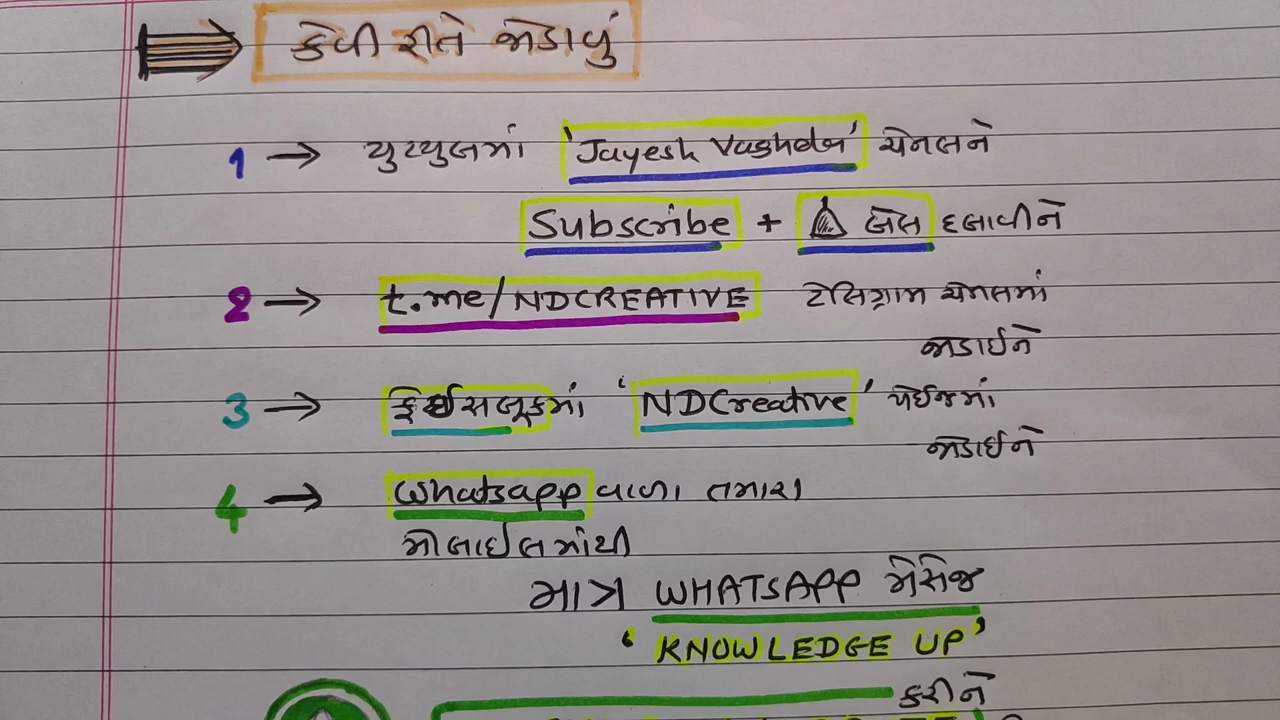 કેવી રીતે જોડાવું
1 → યુટ્યુબમાં 'Jayesh Vaghela' ચેનલને
Subscribe + બેલ દબાવીને
2 → t.me/NDCREATIVE ટેલિગ્રામ ચેનલમાં
જોડાઈને
3 → ફેઈસબૂકમાં 'NDCreative' પેઈજમાં
જોડાઈને
4 → Whatsapp વાળા તમારા
મોબાઈલમાંથી
માત્ર WHATSAPP મેસેજ
'KNOWLEDGE UP'
કરીને